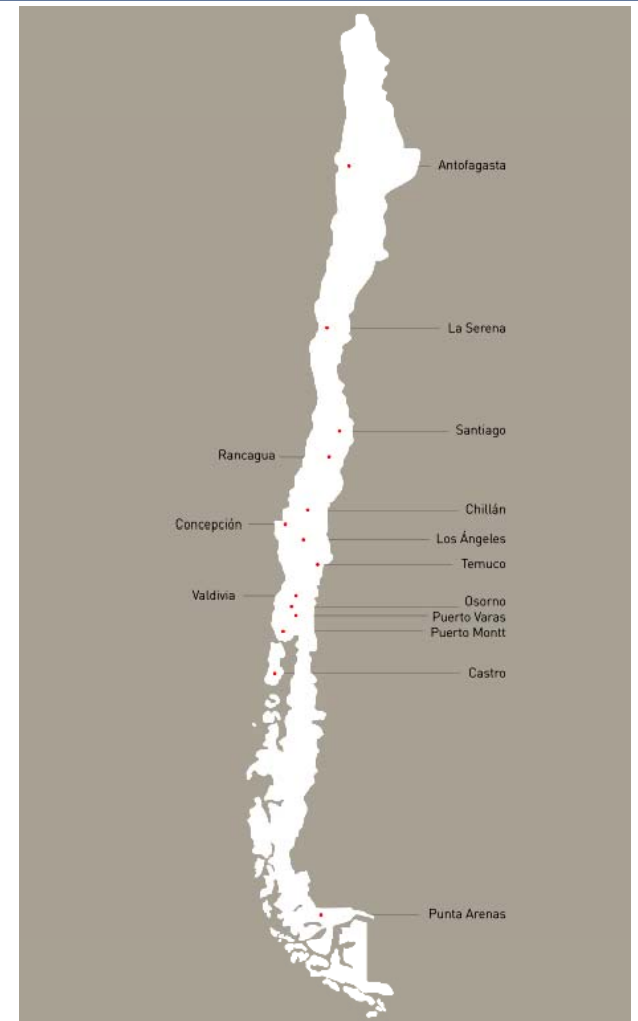 Antofagasta
La Serena
Santiago
Rancagua
Chillán
Concepción
Los Ángeles
Temuco
Valdivia
Osorno
Puerto Varas
Puerto Montt
Castro
Punta Arenas